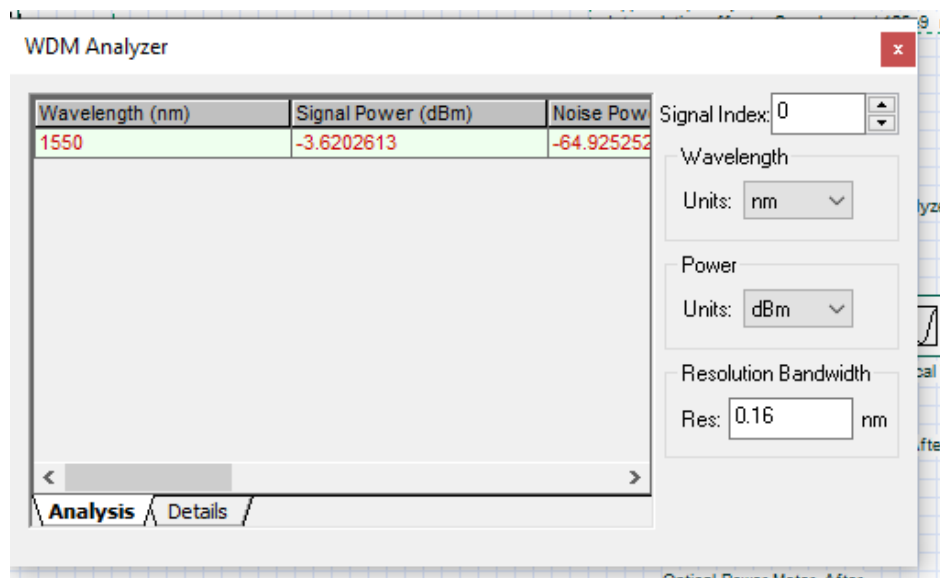 WDM Analyzer
x
Wavelength (nm) Signal Power (dBm) Noise Pow
1550 -3.6202613 -64.925252
Signal Index: 0
Wavelength
Units: nm
Power
Units: dBm
Resolution Bandwidth
Res: 0.16 nm
Analysis Details